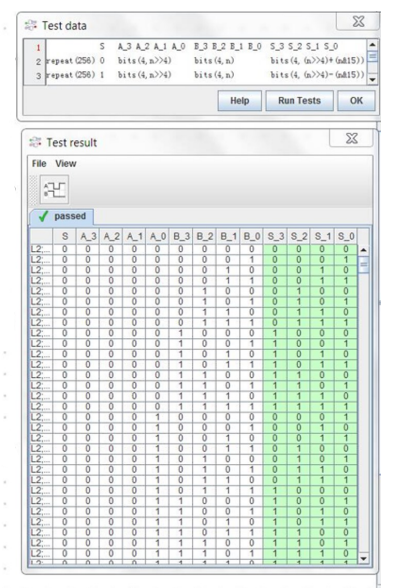 Test data
1 S A_3 A_2 A_1 A_0 B_3 B_2 B_1 B_0 S_3 S_2 S_1 S_0
2 repeat(256) 0 bits(4,n>>4) bits(4,n) bits(4, (n>>4)+(n&15))
3 repeat(256) 1 bits(4,n>>4) bits(4,n) bits(4, (n>>4)-(n&15))
Help Run Tests OK
Test result
File View
passed
S A_3 A_2 A_1 A_0 B_3 B_2 B_1 B_0 S_3 S_2 S_1 S_0
L2;... 0 0 0 0 0 0 0 0 0 0 0 0 0
L2;... 0 0 0 0 0 0 0 0 1 0 0 0 1
L2;... 0 0 0 0 0 0 0 1 0 0 0 1 0
L2;... 0 0 0 0 0 0 0 1 1 0 0 1 1
L2;... 0 0 0 0 0 0 1 0 0 0 1 0 0
L2;... 0 0 0 0 0 0 1 0 1 0 1 0 1
L2;... 0 0 0 0 0 0 1 1 0 0 1 1 0
L2;... 0 0 0 0 0 0 1 1 1 0 1 1 1
L2;... 0 0 0 0 0 1 0 0 0 1 0 0 0
L2;... 0 0 0 0 0 1 0 0 1 1 0 0 1
L2;... 0 0 0 0 0 1 0 1 0 1 0 1 0
L2;... 0 0 0 0 0 1 0 1 1 1 0 1 1
L2;... 0 0 0 0 0 1 1 0 0 1 1 0 0
L2;... 0 0 0 0 0 1 1 0 1 1 1 0 1
L2;... 0 0 0 0 0 1 1 1 0 1 1 1 0
L2;... 0 0 0 0 0 1 1 1 1 1 1 1 1
L2;... 0 0 0 0 1 0 0 0 0 0 0 0 1
L2;... 0 0 0 0 1 0 0 0 1 0 0 1 0
L2;... 0 0 0 0 1 0 0 1 0 0 0 1 1
L2;... 0 0 0 0 1 0 0 1 1 0 1 0 0
L2;... 0 0 0 0 1 0 1 0 0 0 1 0 1
L2;... 0 0 0 0 1 0 1 0 1 0 1 1 0
L2;... 0 0 0 0 1 0 1 1 0 0 1 1 1
L2;... 0 0 0 0 1 0 1 1 1 1 0 0 0
L2;... 0 0 0 0 1 1 0 0 0 1 0 0 1
L2;... 0 0 0 0 1 1 0 0 1 1 0 1 0
L2;... 0 0 0 0 1 1 0 1 0 1 0 1 1
L2;... 0 0 0 0 1 1 0 1 1 1 1 0 0
L2;... 0 0 0 0 1 1 1 0 0 1 1 0 1
L2;... 0 0 0 0 1 1 1 0 1 1 1 1 0